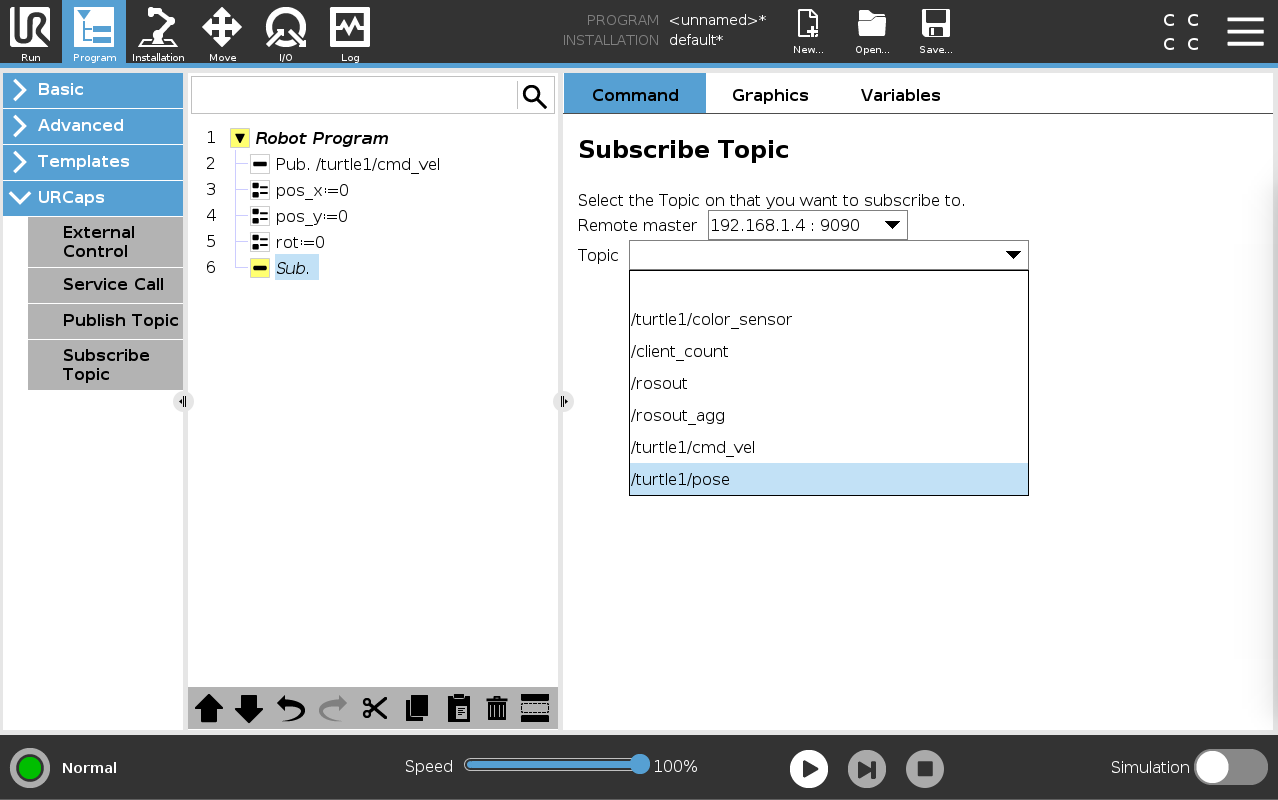 UR
Run
Program
Installation
Move
I/O
Log
PROGRAM <unnamed>*
INSTALLATION default*
New...
Open...
Save...
C C
C C
Basic
Advanced
Templates
URCaps
External
Control
Service Call
Publish Topic
Subscribe
Topic
1 Robot Program
2 Pub. /turtle1/cmd_vel
3 pos_x≔0
4 pos_y≔0
5 rot≔0
6 Sub.
Command Graphics Variables
Subscribe Topic
Select the Topic on that you want to subscribe to.
Remote master 192.168.1.4 : 9090
Topic
/turtle1/color_sensor
/client_count
/rosout
/rosout_agg
/turtle1/cmd_vel
/turtle1/pose
Normal
Speed 100%
Simulation